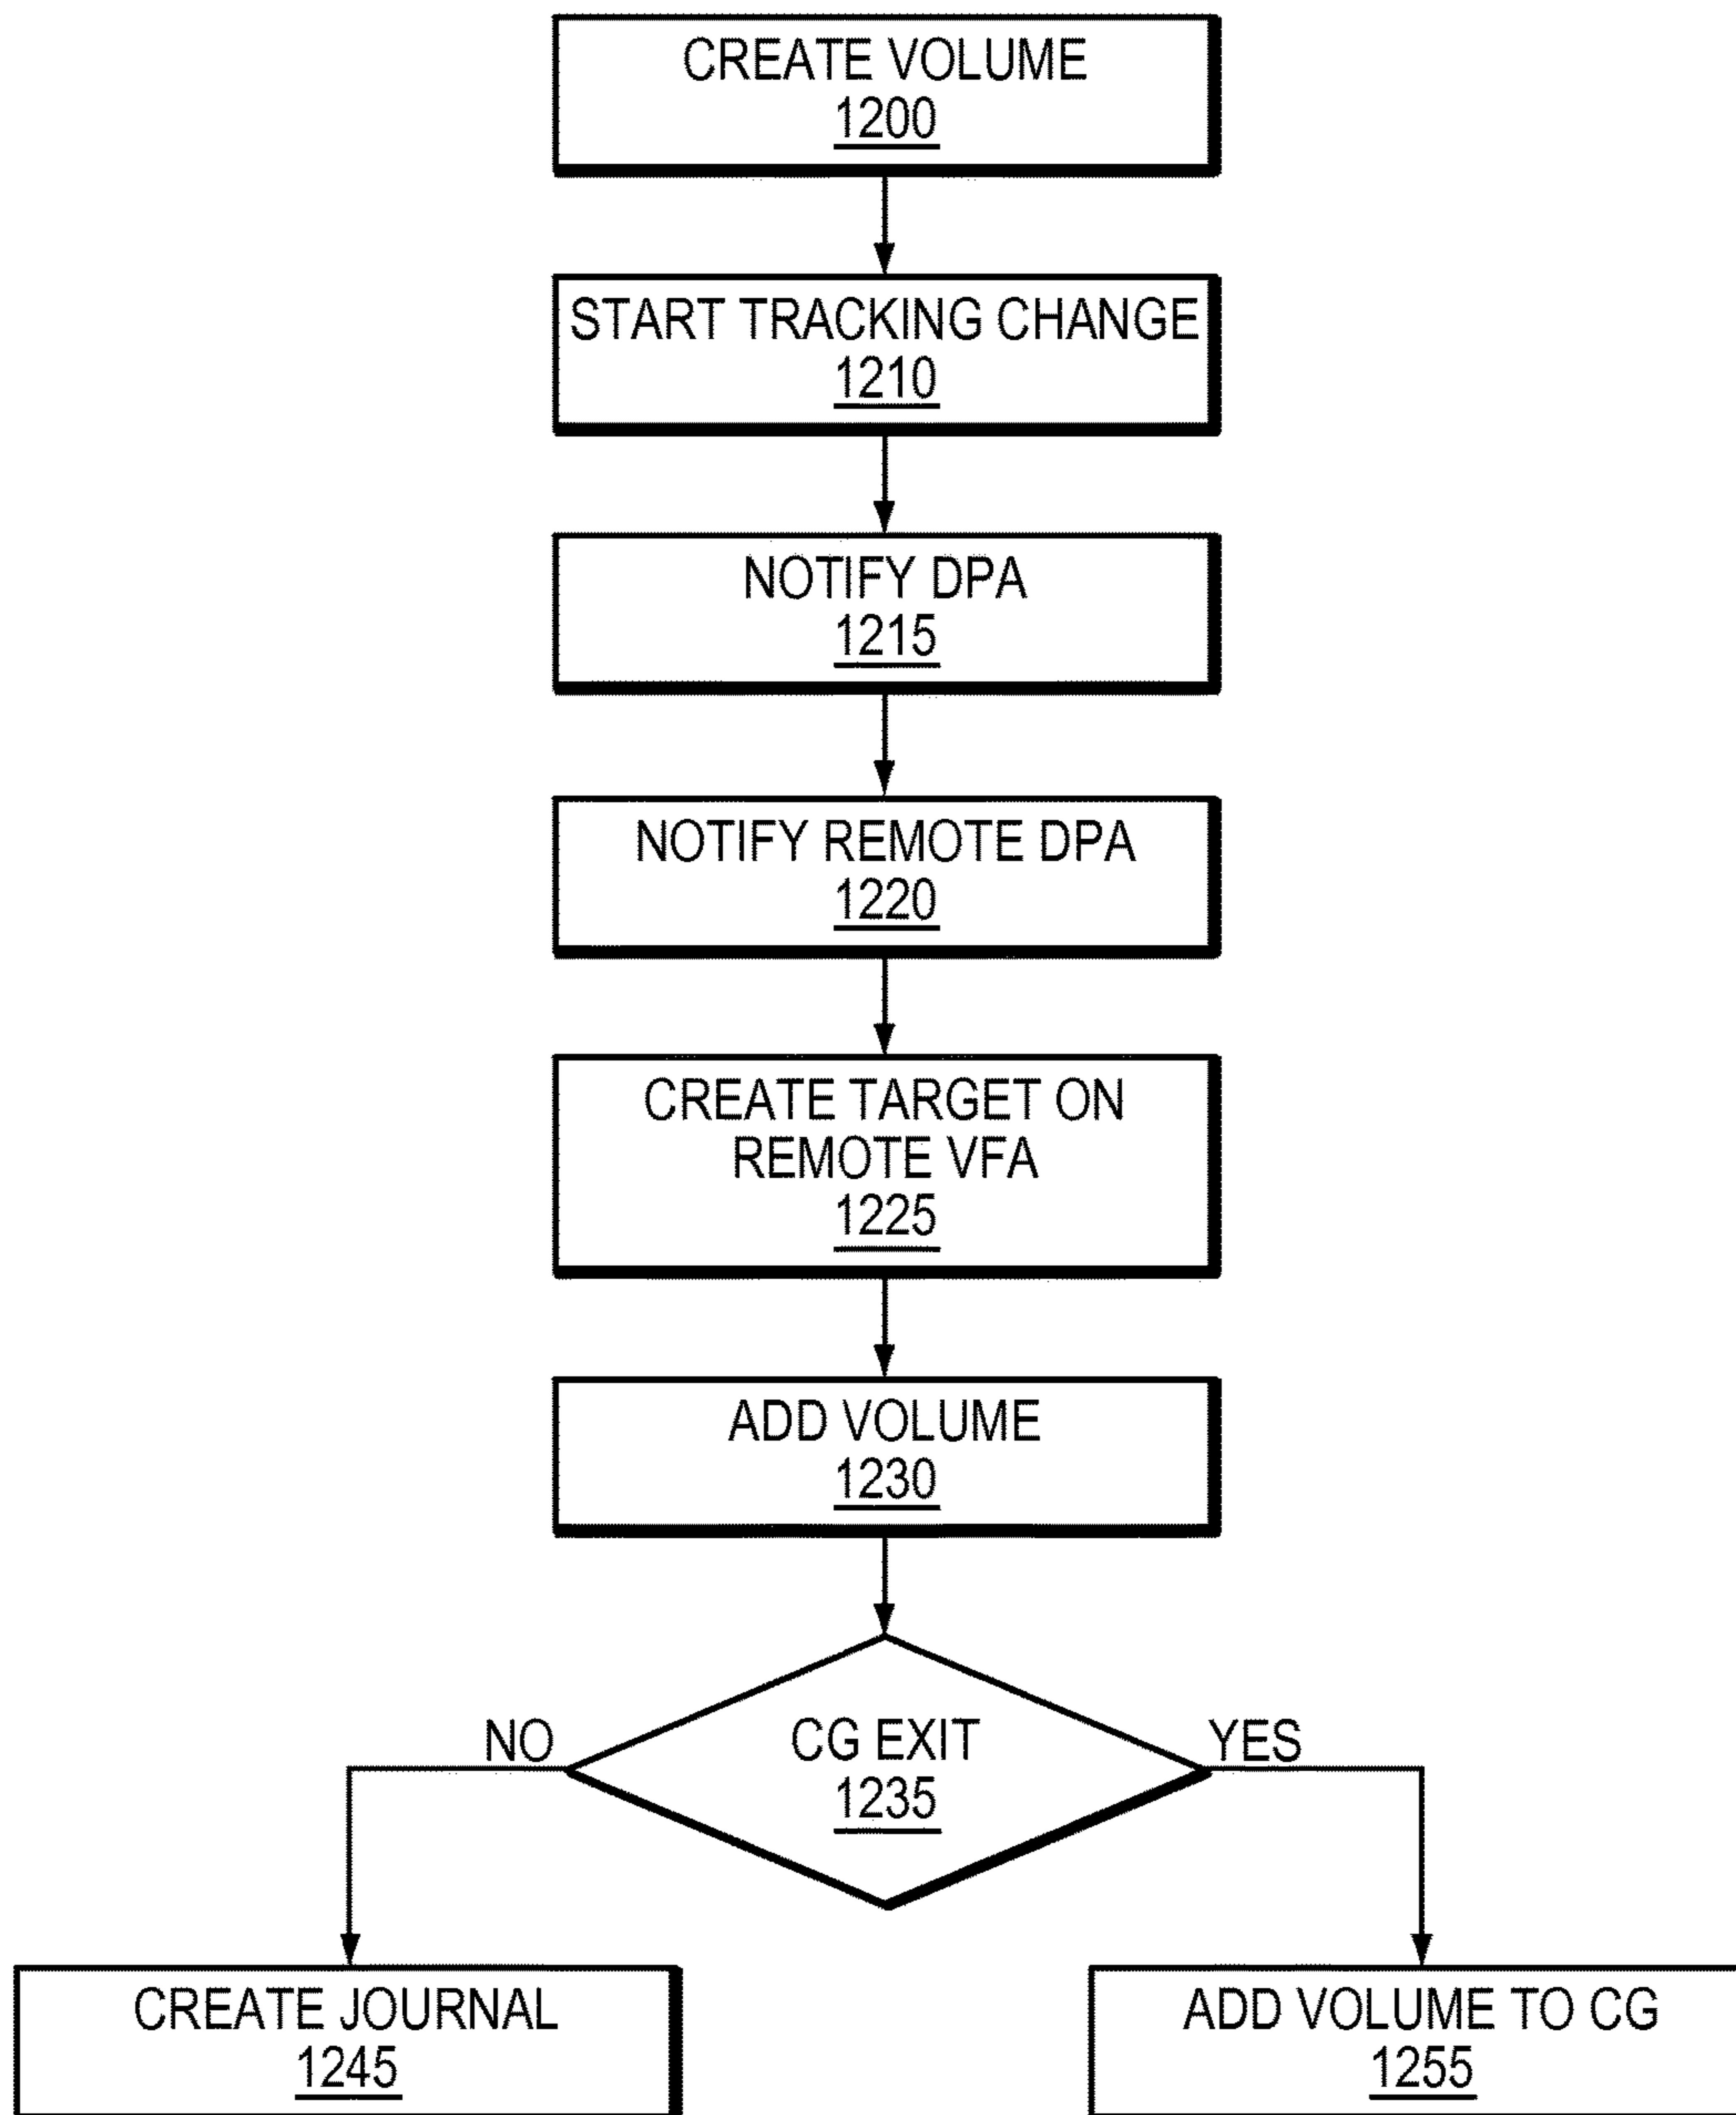 CREATE VOLUME
1200
START TRACKING CHANGE
1210
NOTIFY DPA
1215
NOTIFY REMOTE DPA
1220
CREATE TARGET ON
REMOTE VFA
1225
ADD VOLUME
1230
NO
CG EXIT
YES
1235
CREATE JOURNAL
1245
ADD VOLUME TO CG
1255